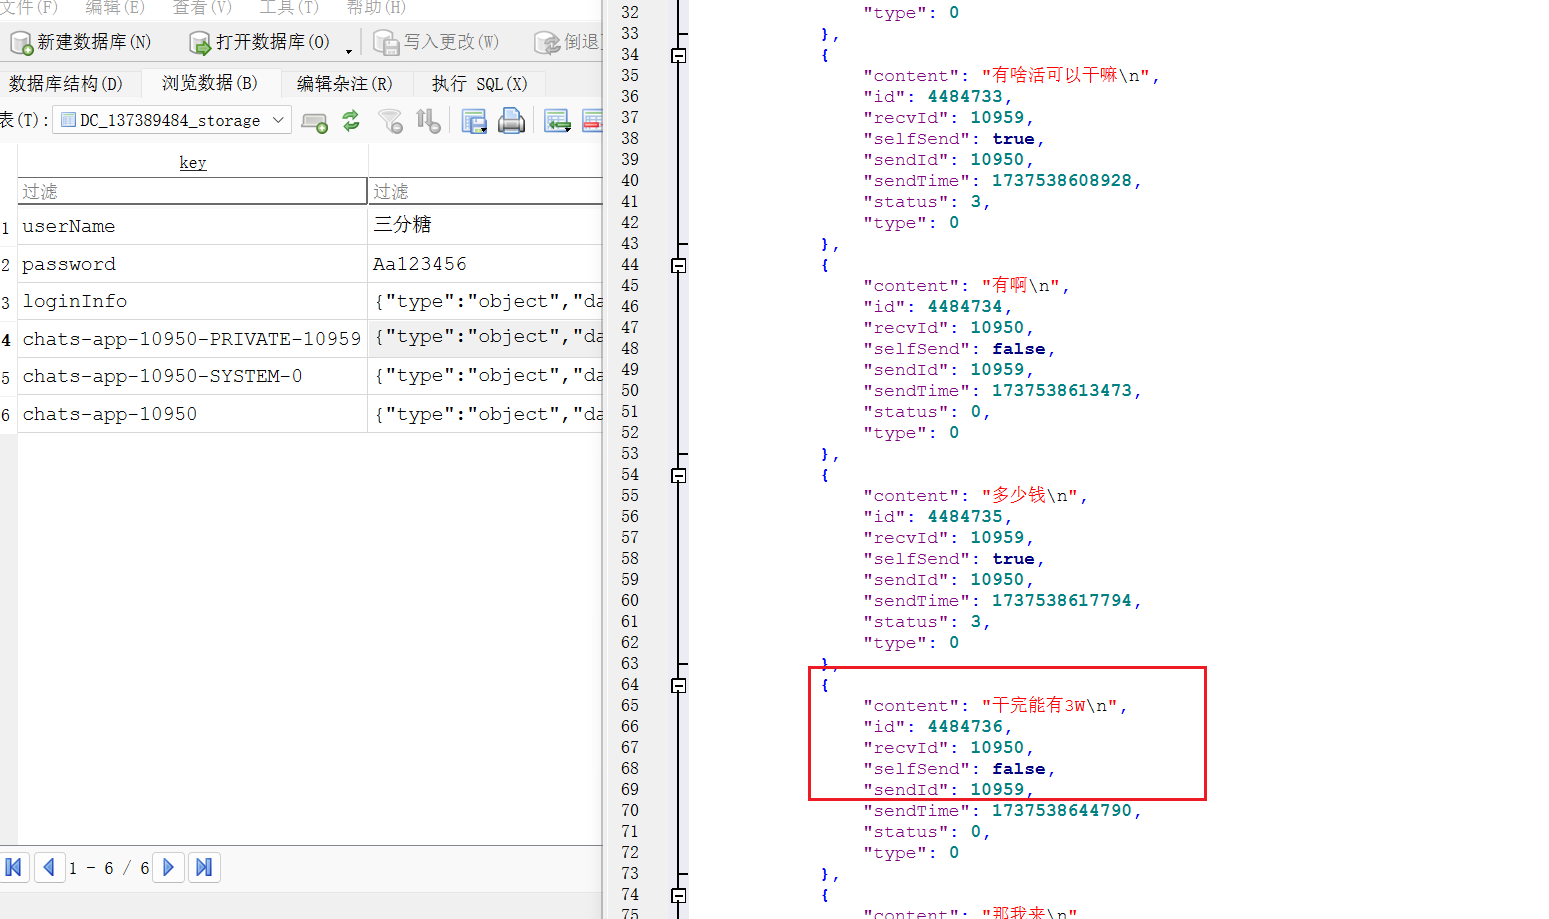 文件(F) 编辑(E) 查看(V) 工具(T) 帮助(H)
新建数据库(N) 打开数据库(O) 写入更改(W) 倒退
数据库结构(D) 浏览数据(B) 编辑杂注(R) 执行 SQL(X)
表(T): DC_137389484_storage
key
过滤 过滤
1 userName 三分糖
2 password Aa123456
3 loginInfo {"type":"object","da
4 chats-app-10950-PRIVATE-10959 {"type":"object","da
5 chats-app-10950-SYSTEM-0 {"type":"object","da
6 chats-app-10950 {"type":"object","da
1 - 6 / 6
32 "type": 0
33 },
34 {
35 "content": "有啥活可以干嘛\n",
36 "id": 4484733,
37 "recvId": 10959,
38 "selfSend": true,
39 "sendId": 10950,
40 "sendTime": 1737538608928,
41 "status": 3,
42 "type": 0
43 },
44 {
45 "content": "有啊\n",
46 "id": 4484734,
47 "recvId": 10950,
48 "selfSend": false,
49 "sendId": 10959,
50 "sendTime": 1737538613473,
51 "status": 0,
52 "type": 0
53 },
54 {
55 "content": "多少钱\n",
56 "id": 4484735,
57 "recvId": 10959,
58 "selfSend": true,
59 "sendId": 10950,
60 "sendTime": 1737538617794,
61 "status": 3,
62 "type": 0
63 },
64 {
65 "content": "干完能有3W\n",
66 "id": 4484736,
67 "recvId": 10950,
68 "selfSend": false,
69 "sendId": 10959,
70 "sendTime": 1737538644790,
71 "status": 0,
72 "type": 0
73 },
74 {
75 "content": "那我来\n"